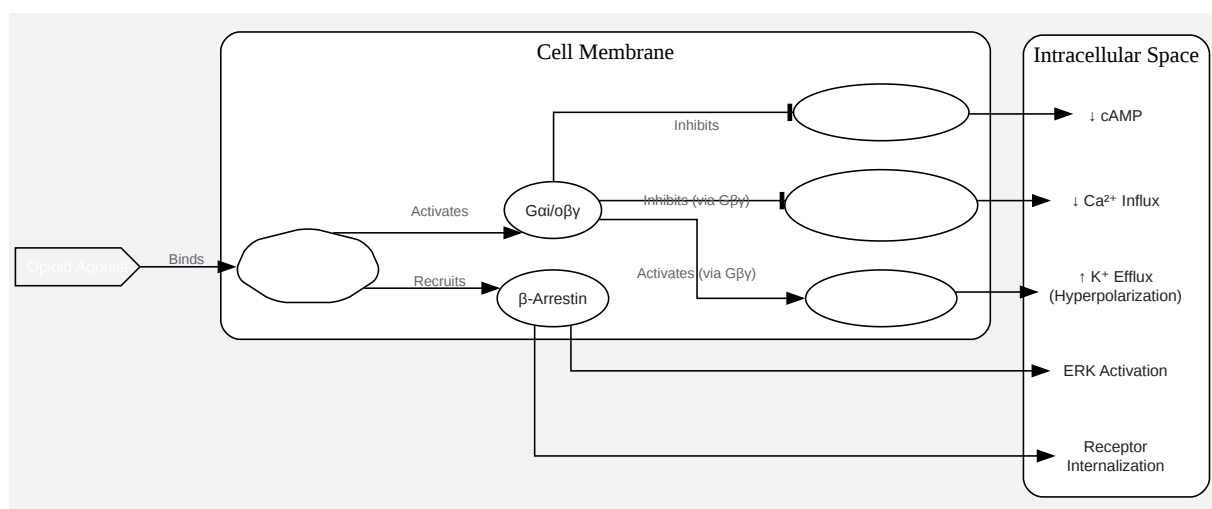 Cell Membrane
Intracellular Space
Inhibits
↓ cAMP
Activates
Gαi/oβγ
Inhibits (via Gβγ)
↓ Ca²⁺ Influx
Opioid Agonist
Binds
Recruits
β-Arrestin
Activates (via Gβγ)
↑ K⁺ Efflux
(Hyperpolarization)
ERK Activation
Receptor
Internalization